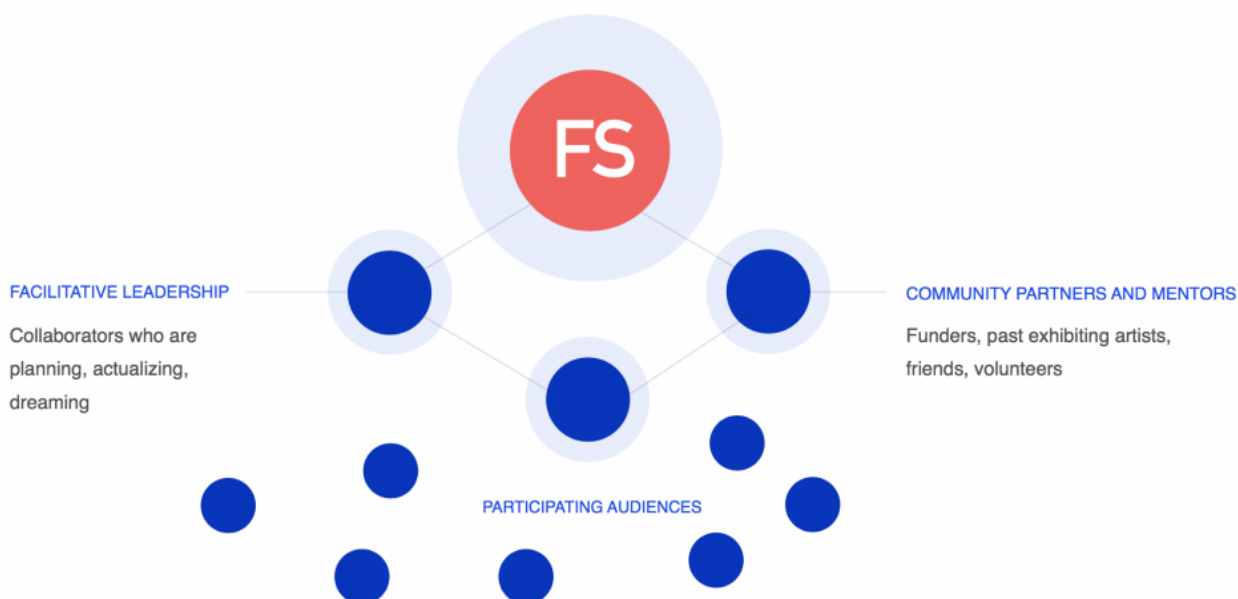 FS
FACILITATIVE LEADERSHIP
Collaborators who are
planning, actualizing,
dreaming
COMMUNITY PARTNERS AND MENTORS
Funders, past exhibiting artists,
friends, volunteers
PARTICIPATING AUDIENCES